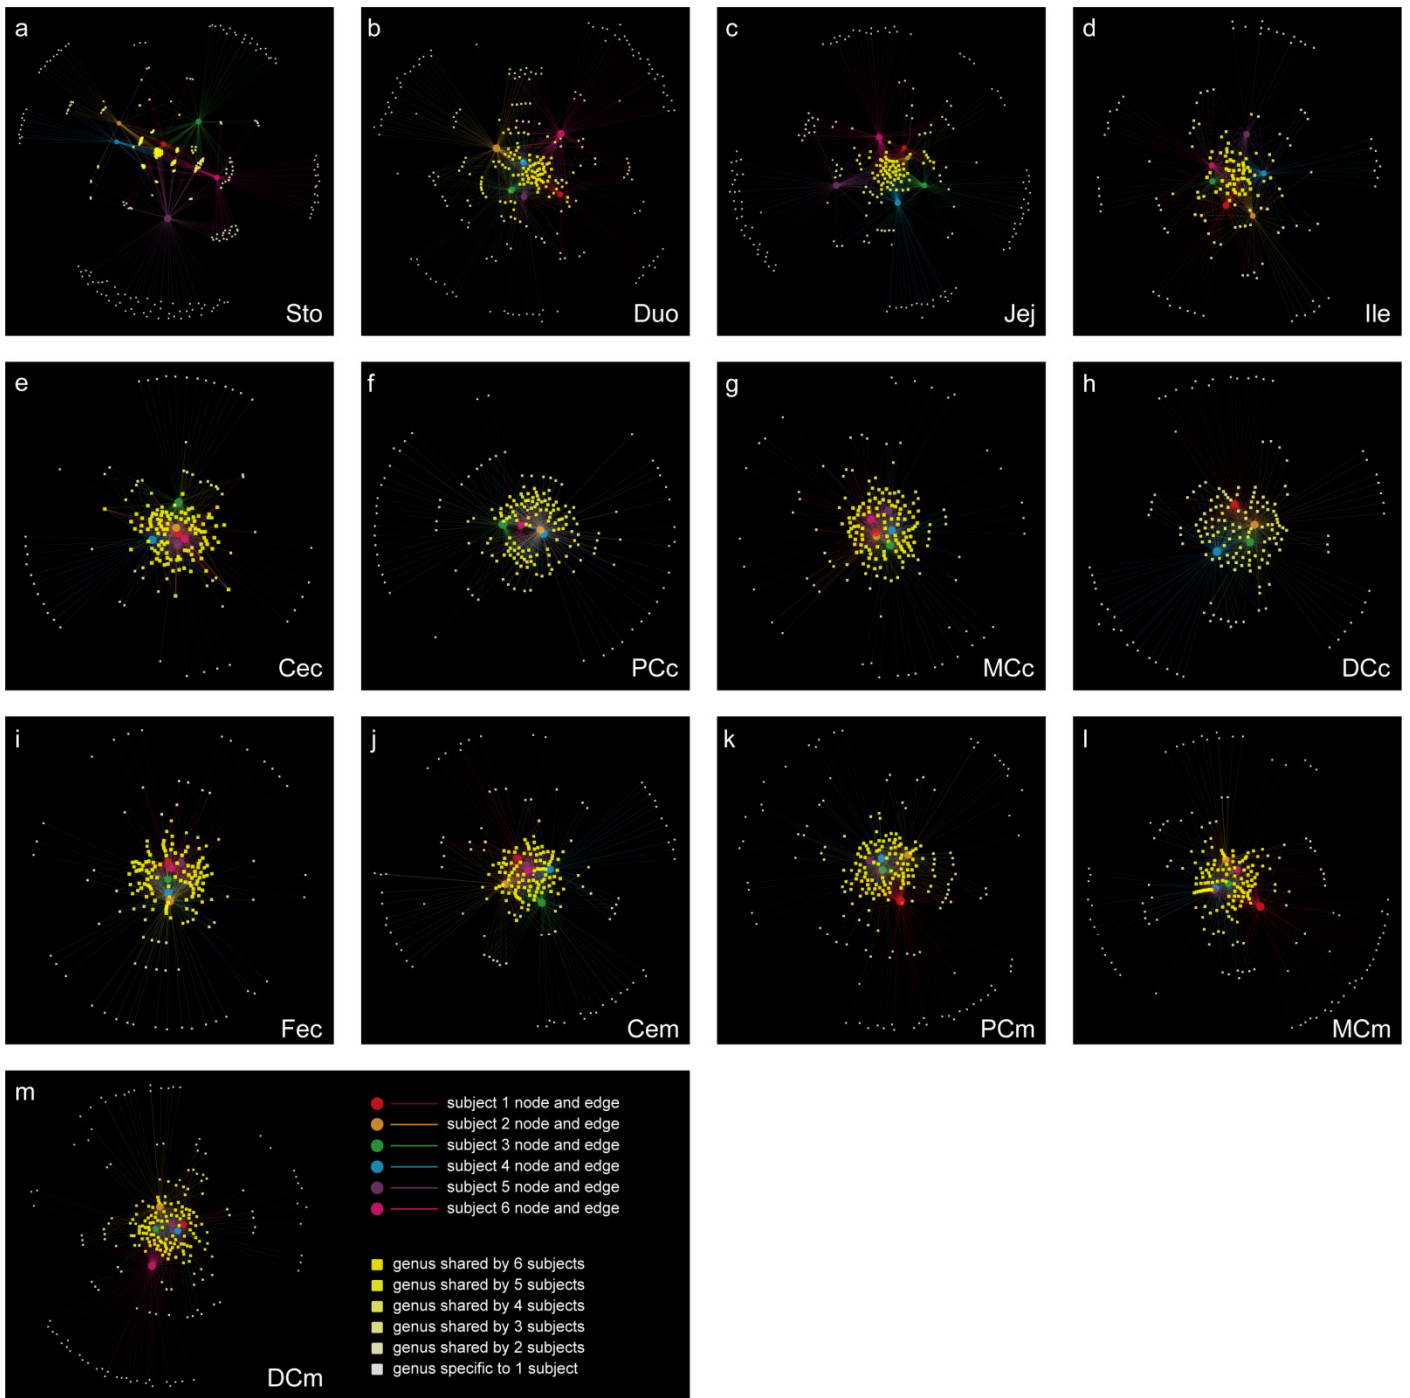 a
Sto
b
Duo
c
Jej
d
Ile
e
Cec
f
PCc
g
MCc
h
DCc
i
Fec
j
Cem
k
PCm
l
MCm
m
DCm
subject 1 node and edge
subject 2 node and edge
subject 3 node and edge
subject 4 node and edge
subject 5 node and edge
subject 6 node and edge
genus shared by 6 subjects
genus shared by 5 subjects
genus shared by 4 subjects
genus shared by 3 subjects
genus shared by 2 subjects
genus specific to 1 subject